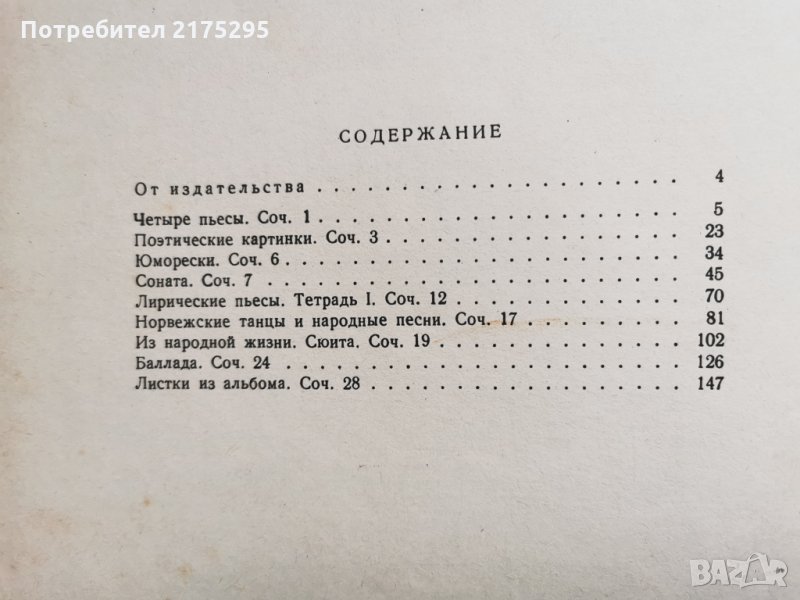 Потребител 2175295
СОДЕРЖАНИЕ
От издательства . . . . . . . . . . . . . . . . . . . . . 4
Четыре пьесы. Соч. 1 . . . . . . . . . . . . . . . . . . . . 5
Поэтические картинки. Соч. 3 . . . . . . . . . . . . . . . . 23
Юморески. Соч. 6 . . . . . . . . . . . . . . . . . . . . . 34
Соната. Соч. 7 . . . . . . . . . . . . . . . . . . . . . . 45
Лирические пьесы. Тетрадь I. Соч. 12 . . . . . . . . . . . . 70
Норвежские танцы и народные песни. Соч. 17 . . . . . . . . . 81
Из народной жизни. Сюита. Соч. 19 . . . . . . . . . . . . . 102
Баллада. Соч. 24 . . . . . . . . . . . . . . . . . . . . . 126
Листки из альбома. Соч. 28 . . . . . . . . . . . . . . . . . 147
BAZAR